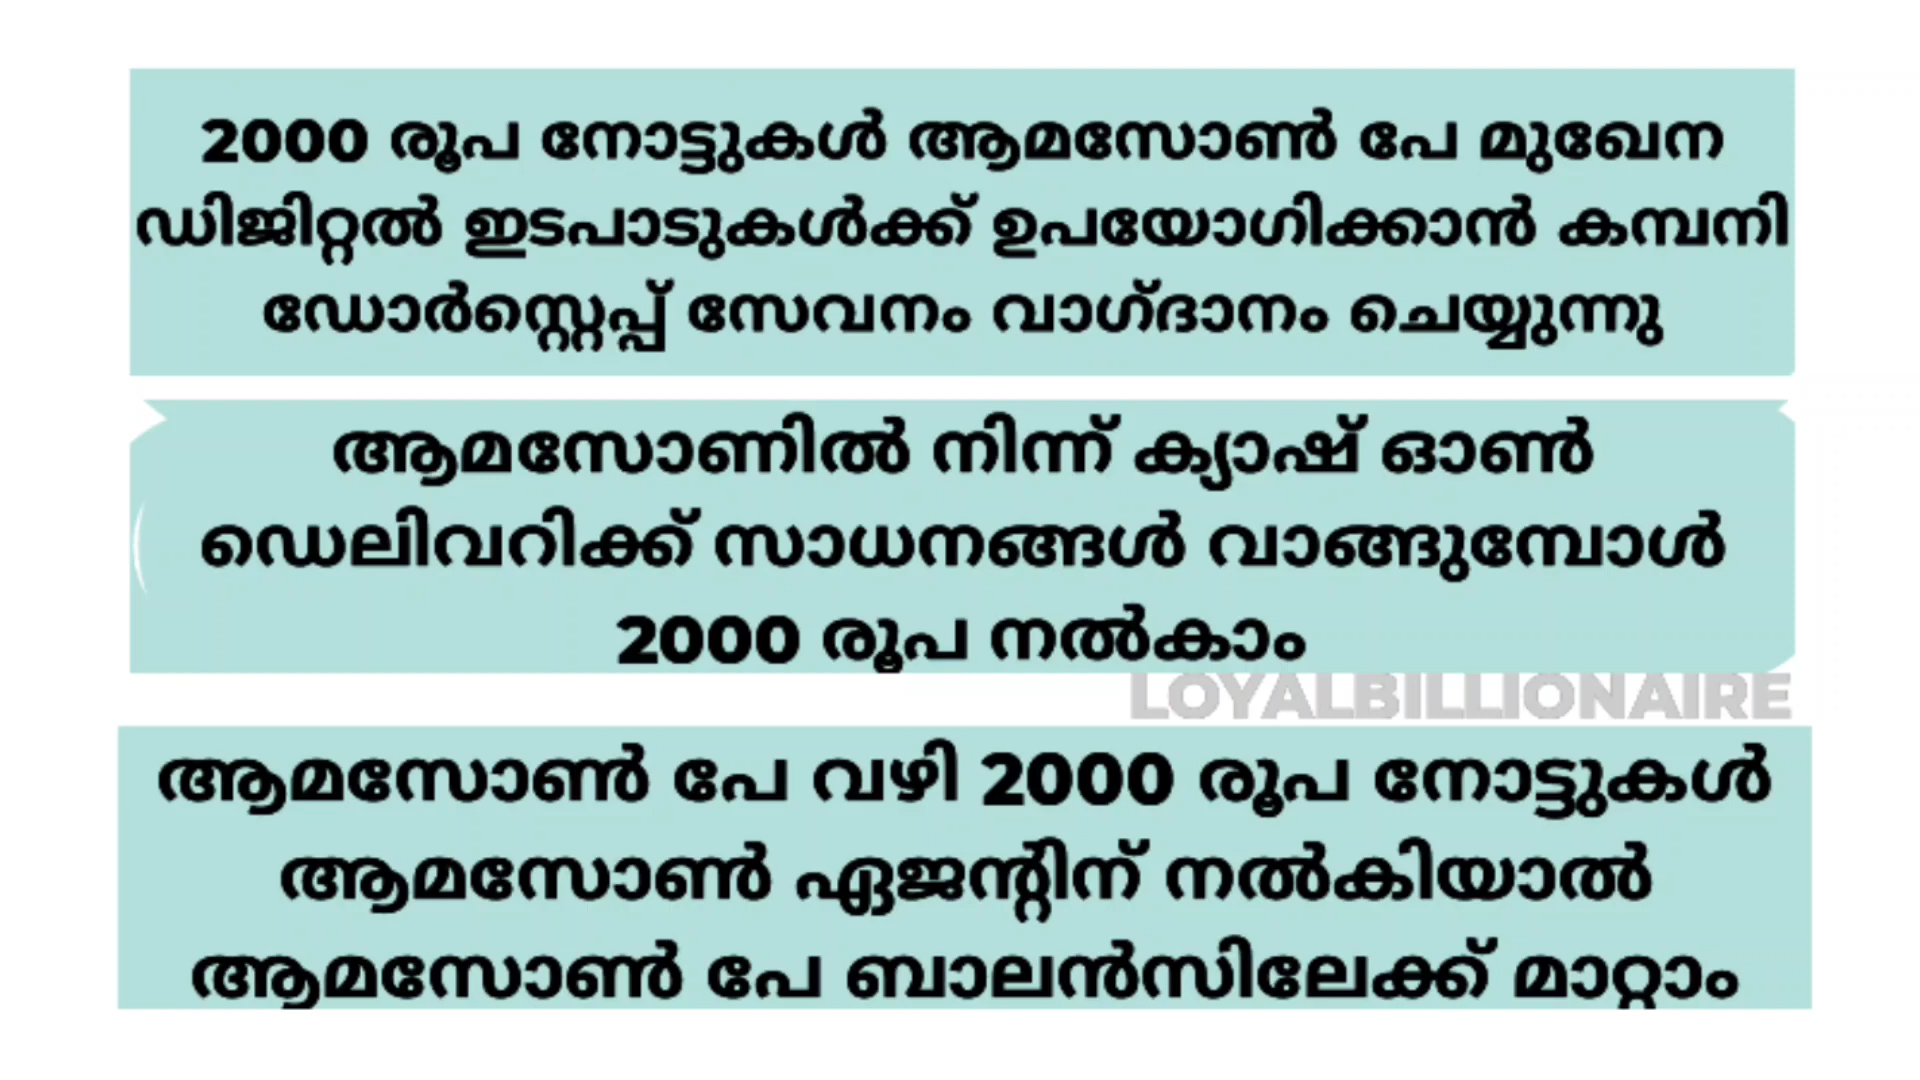 2000 രൂപ നോട്ടുകൾ ആമസോൺ പേ മുഖേന
ഡിജിറ്റൽ ഇടപാടുകൾക്ക് ഉപയോഗിക്കാൻ കമ്പനി
ഡോർസ്റ്റെപ്പ് സേവനം വാഗ്ദാനം ചെയ്യുന്നു
ആമസോണിൽ നിന്ന് ക്യാഷ് ഓൺ
ഡെലിവറിക്ക് സാധനങ്ങൾ വാങ്ങുമ്പോൾ
2000 രൂപ നൽകാം
LOYALBILLIONAIRE
ആമസോൺ പേ വഴി 2000 രൂപ നോട്ടുകൾ
ആമസോൺ ഏജന്റിന് നൽകിയാൽ
ആമസോൺ പേ ബാലൻസിലേക്ക് മാറ്റാം